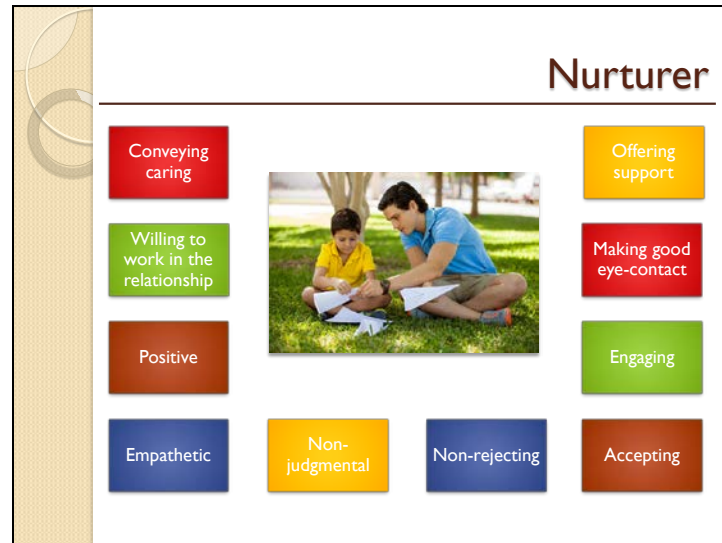 Nurturer
Conveying
caring
Offering
support
Willing to
work in the
relationship
Making good
eye-contact
Positive
Engaging
Empathetic
Non-
judgmental
Non-rejecting
Accepting